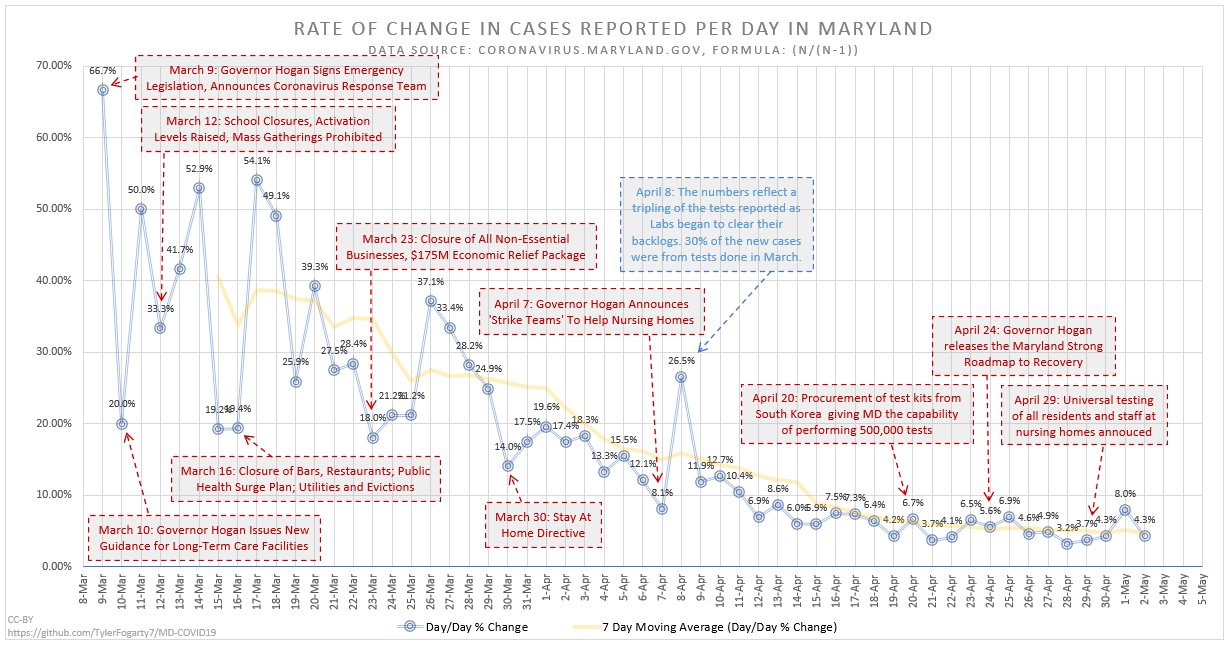 RATE OF CHANGE IN CASES REPORTED PER DAY IN MARYLAND
DATA SOURCE: CORONAVIRUS.MARYLAND.GOV, FORMULA: (N/(N-1))
70.00%
60.00%
50.00%
40.00%
30.00%
20.00%
10.00%
0.00%
March 9: Governor Hogan Signs Emergency
Legislation, Announces Coronavirus Response Team
March 12: School Closures, Activation
Levels Raised, Mass Gatherings Prohibited
April 8: The numbers reflect a
tripling of the tests reported as
Labs began to clear their
backlogs. 30% of the new cases
were from tests done in March.
March 23: Closure of All Non-Essential
Businesses, $175M Economic Relief Package
April 7: Governor Hogan Announces
'Strike Teams' To Help Nursing Homes
April 24: Governor Hogan
releases the Maryland Strong
Roadmap to Recovery
April 20: Procurement of test kits from
South Korea giving MD the capability
of performing 500,000 tests
April 29: Universal testing
of all residents and staff at
nursing homes annouced
March 16: Closure of Bars, Restaurants; Public
Health Surge Plan; Utilities and Evictions
March 10: Governor Hogan Issues New
Guidance for Long-Term Care Facilities
March 30: Stay At
Home Directive
66.7%
20.0%
50.0%
33.3%
41.7%
52.9%
19.2%
19.4%
54.1%
49.1%
25.9%
39.3%
27.5%
28.4%
18.0%
21.2%
21.2%
37.1%
33.4%
28.2%
24.9%
14.0%
17.5%
19.6%
17.4%
18.3%
13.3%
15.5%
12.1%
8.1%
26.5%
11.9%
12.7%
10.4%
6.9%
8.6%
6.0%
5.9%
7.5%
7.3%
6.4%
4.2%
6.7%
3.7%
4.1%
6.5%
5.6%
6.9%
4.6%
4.9%
3.2%
3.7%
4.3%
8.0%
4.3%
8-Mar
9-Mar
10-Mar
11-Mar
12-Mar
13-Mar
14-Mar
15-Mar
16-Mar
17-Mar
18-Mar
19-Mar
20-Mar
21-Mar
22-Mar
23-Mar
24-Mar
25-Mar
26-Mar
27-Mar
28-Mar
29-Mar
30-Mar
31-Mar
1-Apr
2-Apr
3-Apr
4-Apr
5-Apr
6-Apr
7-Apr
8-Apr
9-Apr
10-Apr
11-Apr
12-Apr
13-Apr
14-Apr
15-Apr
16-Apr
17-Apr
18-Apr
19-Apr
20-Apr
21-Apr
22-Apr
23-Apr
24-Apr
25-Apr
26-Apr
27-Apr
28-Apr
29-Apr
30-Apr
1-May
2-May
3-May
4-May
5-May
CC-BY
https://github.com/TylerFogarty7/MD-COVID19
Day/Day % Change
7 Day Moving Average (Day/Day % Change)